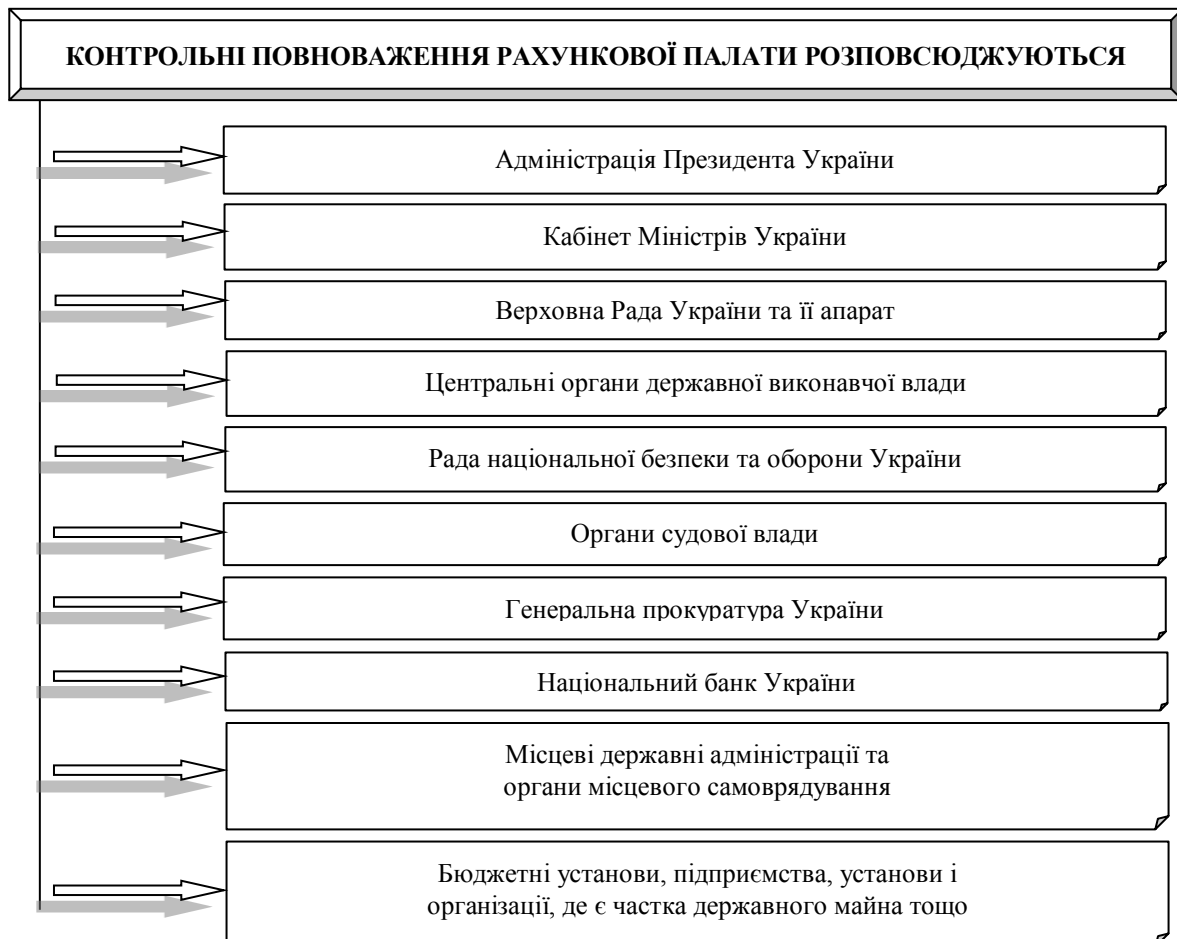 КОНТРОЛЬНІ ПОВНОВАЖЕННЯ РАХУНКОВОЇ ПАЛАТИ РОЗПОВСЮДЖУЮТЬСЯ
Адміністрація Президента України
Кабінет Міністрів України
Верховна Рада України та її апарат
Центральні органи державної виконавчої влади
Рада національної безпеки та оборони України
Органи судової влади
Генеральна прокуратура України
Національний банк України
Місцеві державні адміністрації та
органи місцевого самоврядування
Бюджетні установи, підприємства, установи і
організації, де є частка державного майна тощо